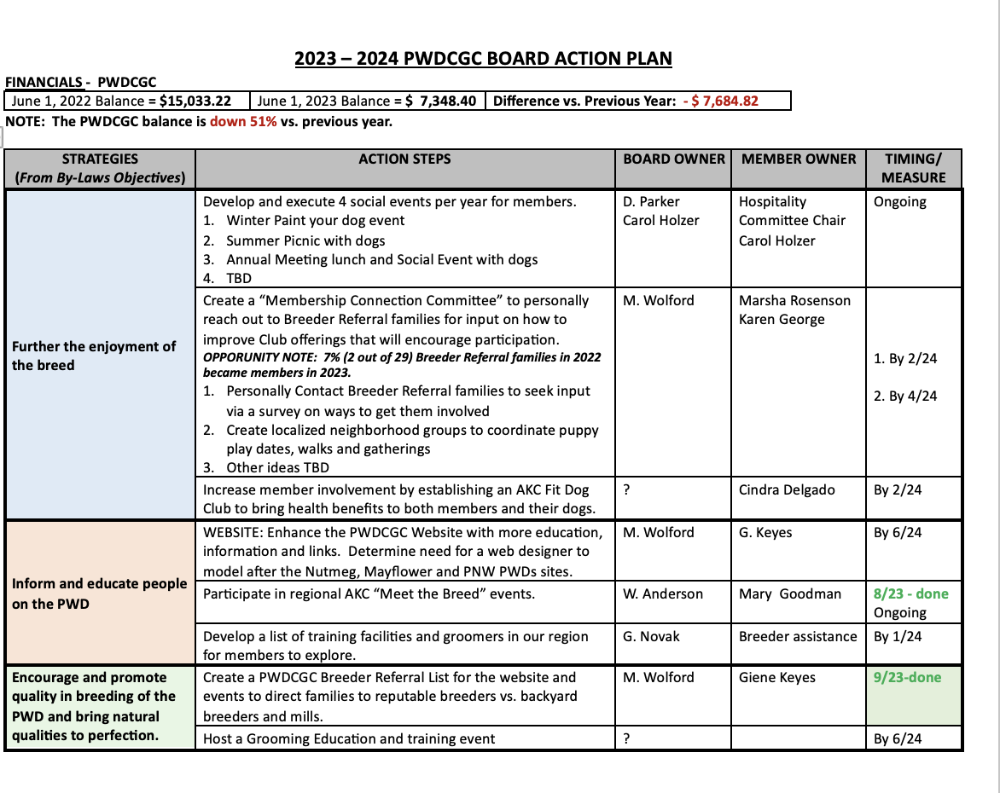 2023 – 2024 PWDCGC BOARD ACTION PLAN
FINANCIALS - PWDCGC
June 1, 2022 Balance = $15,033.22 June 1, 2023 Balance = $ 7,348.40 Difference vs. Previous Year: - $ 7,684.82
NOTE: The PWDCGC balance is down 51% vs. previous year.
STRATEGIES
(From By-Laws Objectives)
ACTION STEPS
BOARD OWNER
MEMBER OWNER
TIMING/
MEASURE
Further the enjoyment of
the breed
Develop and execute 4 social events per year for members.
1. Winter Paint your dog event
2. Summer Picnic with dogs
3. Annual Meeting lunch and Social Event with dogs
4. TBD
D. Parker
Carol Holzer
Hospitality
Committee Chair
Carol Holzer
Ongoing
Create a “Membership Connection Committee” to personally
reach out to Breeder Referral families for input on how to
improve Club offerings that will encourage participation.
OPPORUNITY NOTE: 7% (2 out of 29) Breeder Referral families in 2022
became members in 2023.
1. Personally Contact Breeder Referral families to seek input
via a survey on ways to get them involved
2. Create localized neighborhood groups to coordinate puppy
play dates, walks and gatherings
3. Other ideas TBD
M. Wolford
Marsha Rosenson
Karen George
1. By 2/24
2. By 4/24
Increase member involvement by establishing an AKC Fit Dog
Club to bring health benefits to both members and their dogs.
?
Cindra Delgado
By 2/24
Inform and educate people
on the PWD
WEBSITE: Enhance the PWDCGC Website with more education,
information and links. Determine need for a web designer to
model after the Nutmeg, Mayflower and PNW PWDs sites.
M. Wolford
G. Keyes
By 6/24
Participate in regional AKC “Meet the Breed” events.
W. Anderson
Mary Goodman
8/23 - done
Ongoing
Develop a list of training facilities and groomers in our region
for members to explore.
G. Novak
Breeder assistance
By 1/24
Encourage and promote
quality in breeding of the
PWD and bring natural
qualities to perfection.
Create a PWDCGC Breeder Referral List for the website and
events to direct families to reputable breeders vs. backyard
breeders and mills.
M. Wolford
Giene Keyes
9/23-done
Host a Grooming Education and training event
?
By 6/24